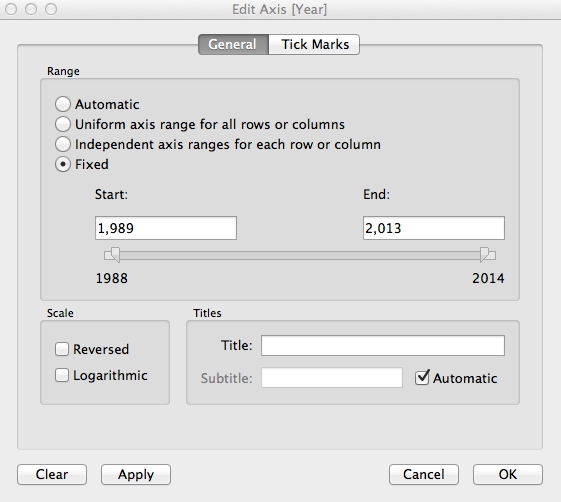 Edit Axis [Year]
General Tick Marks
Range
Automatic
Uniform axis range for all rows or columns
Independent axis ranges for each row or column
Fixed
Start: End:
1,989 2,013
1988 2014
Scale Titles
Reversed Title:
Logarithmic Subtitle: Automatic
Clear Apply Cancel OK